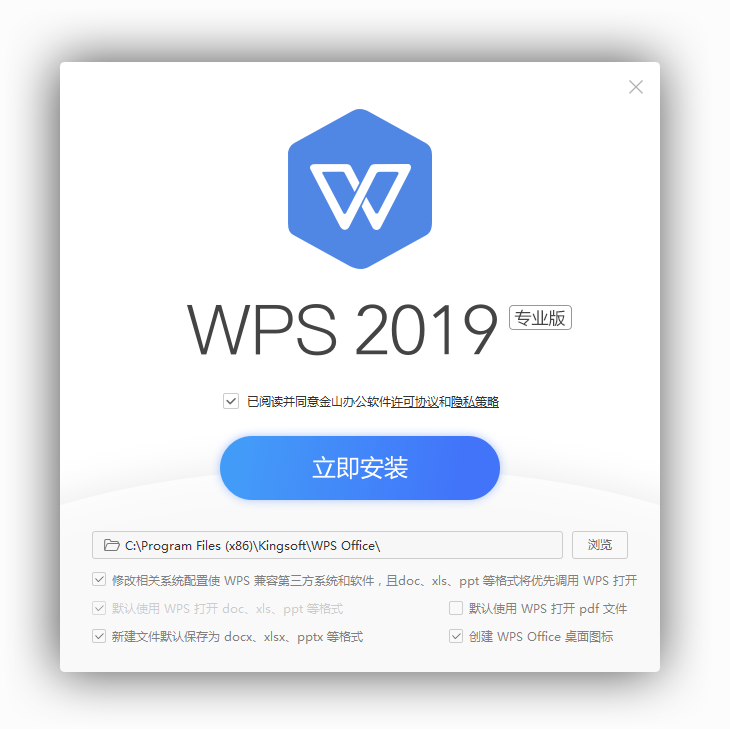 WPS 2019 专业版
已阅读并同意金山办公软件许可协议和隐私策略
立即安装
C:\Program Files (x86)\Kingsoft\WPS Office\ 浏览
修改相关系统配置使 WPS 兼容第三方系统和软件，且doc、xls、ppt 等格式将优先调用 WPS 打开
默认使用 WPS 打开 doc、xls、ppt 等格式 默认使用 WPS 打开 pdf 文件
新建文件默认保存为 docx、xlsx、pptx 等格式 创建 WPS Office 桌面图标